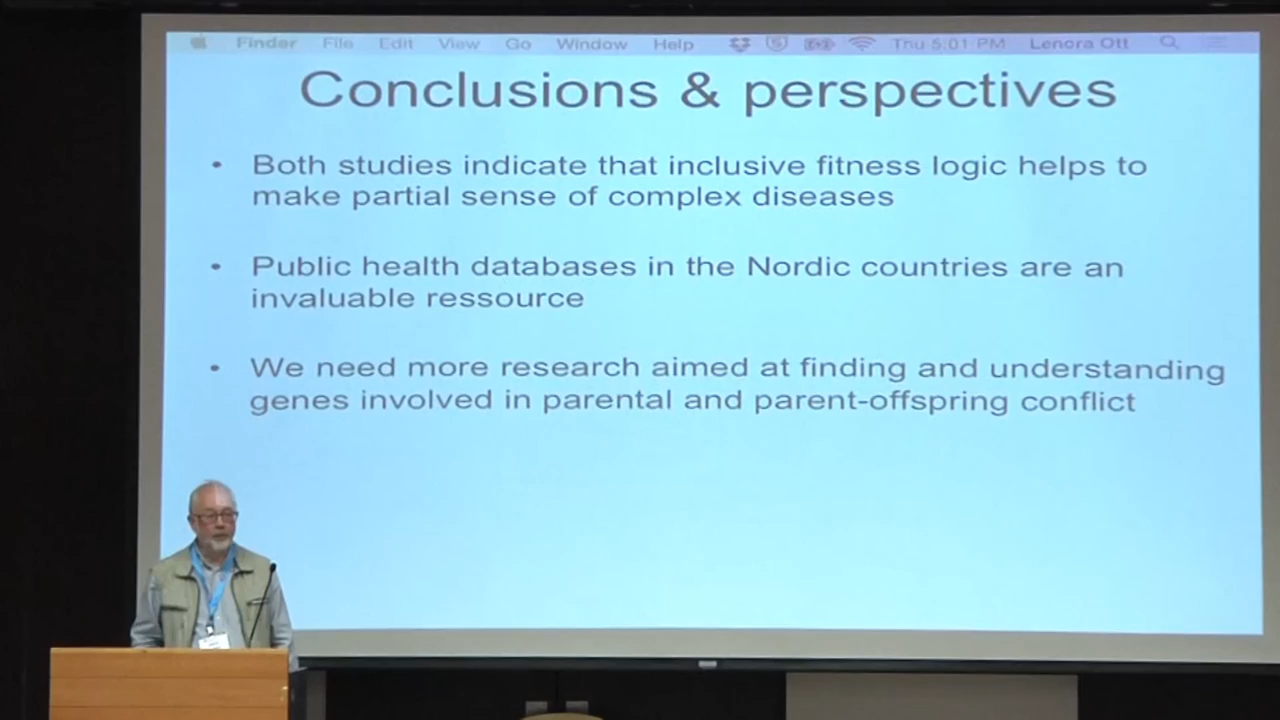 Finder File Edit View Go Window Help Thu 5:01 PM Lenora Ott
Conclusions & perspectives
• Both studies indicate that inclusive fitness logic helps to
make partial sense of complex diseases
• Public health databases in the Nordic countries are an
invaluable ressource
• We need more research aimed at finding and understanding
genes involved in parental and parent-offspring conflict